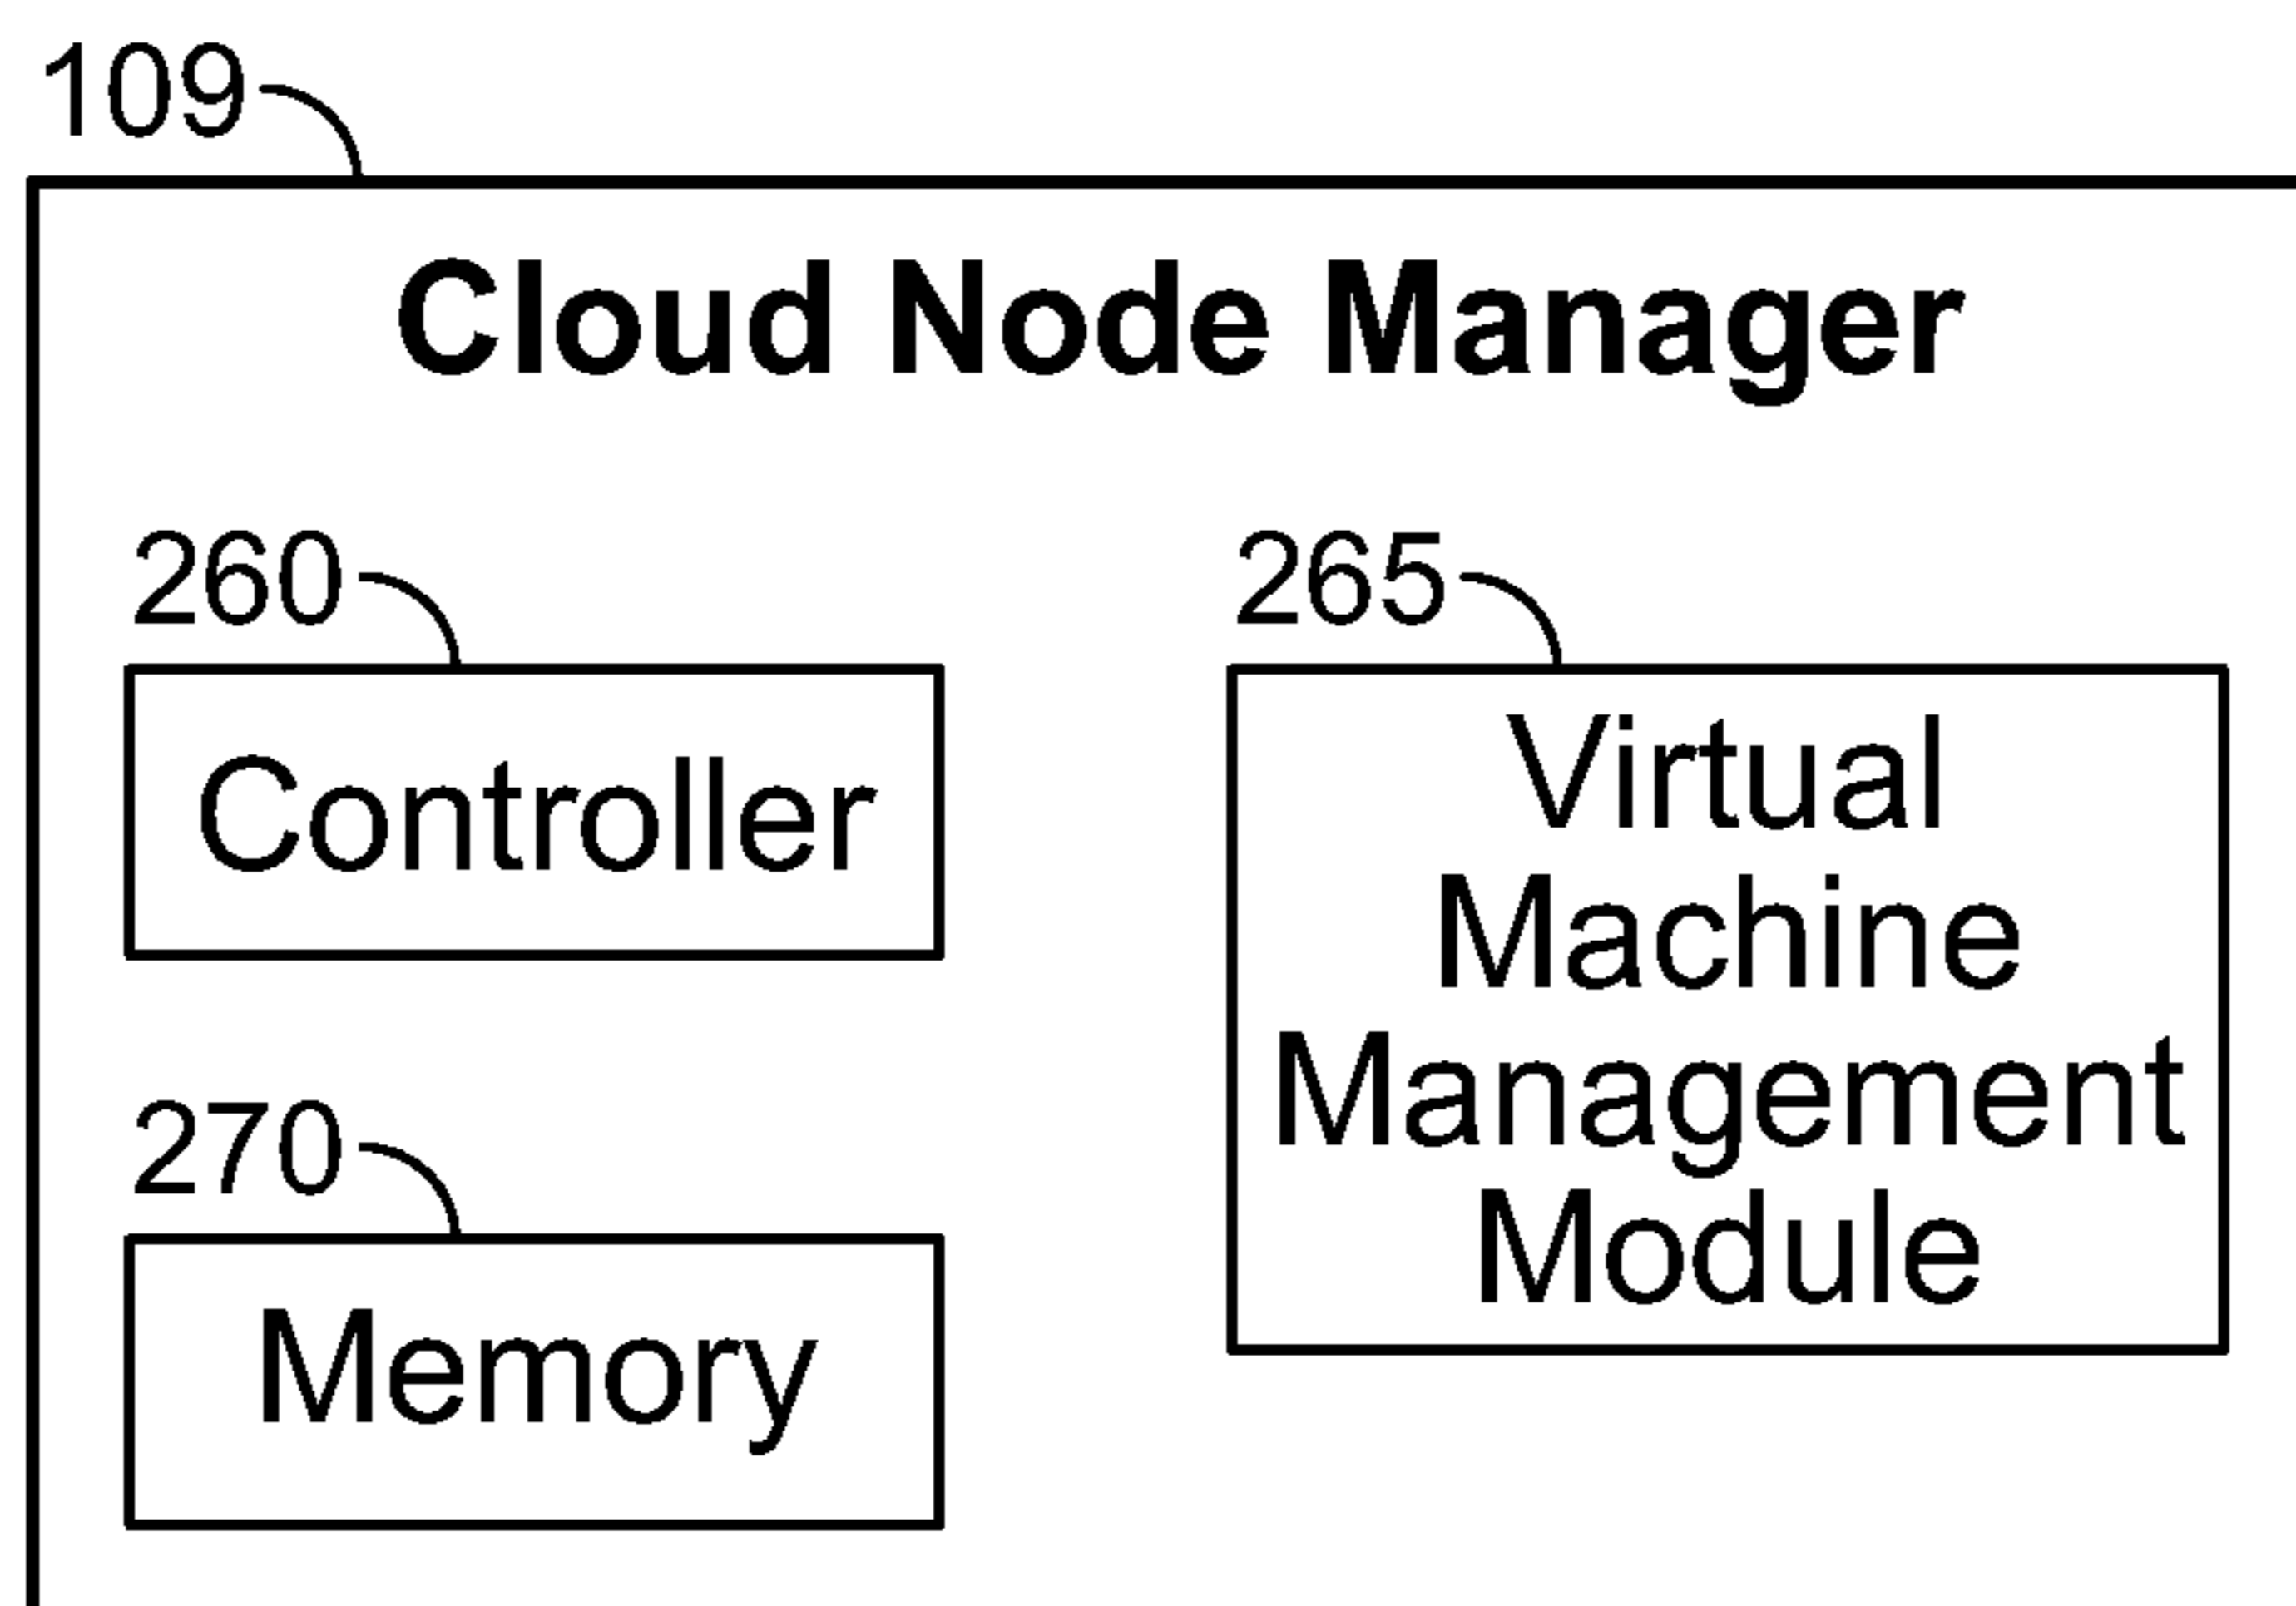 109
Cloud Node Manager
260
Controller
265
Virtual
Machine
Management
Module
270
Memory